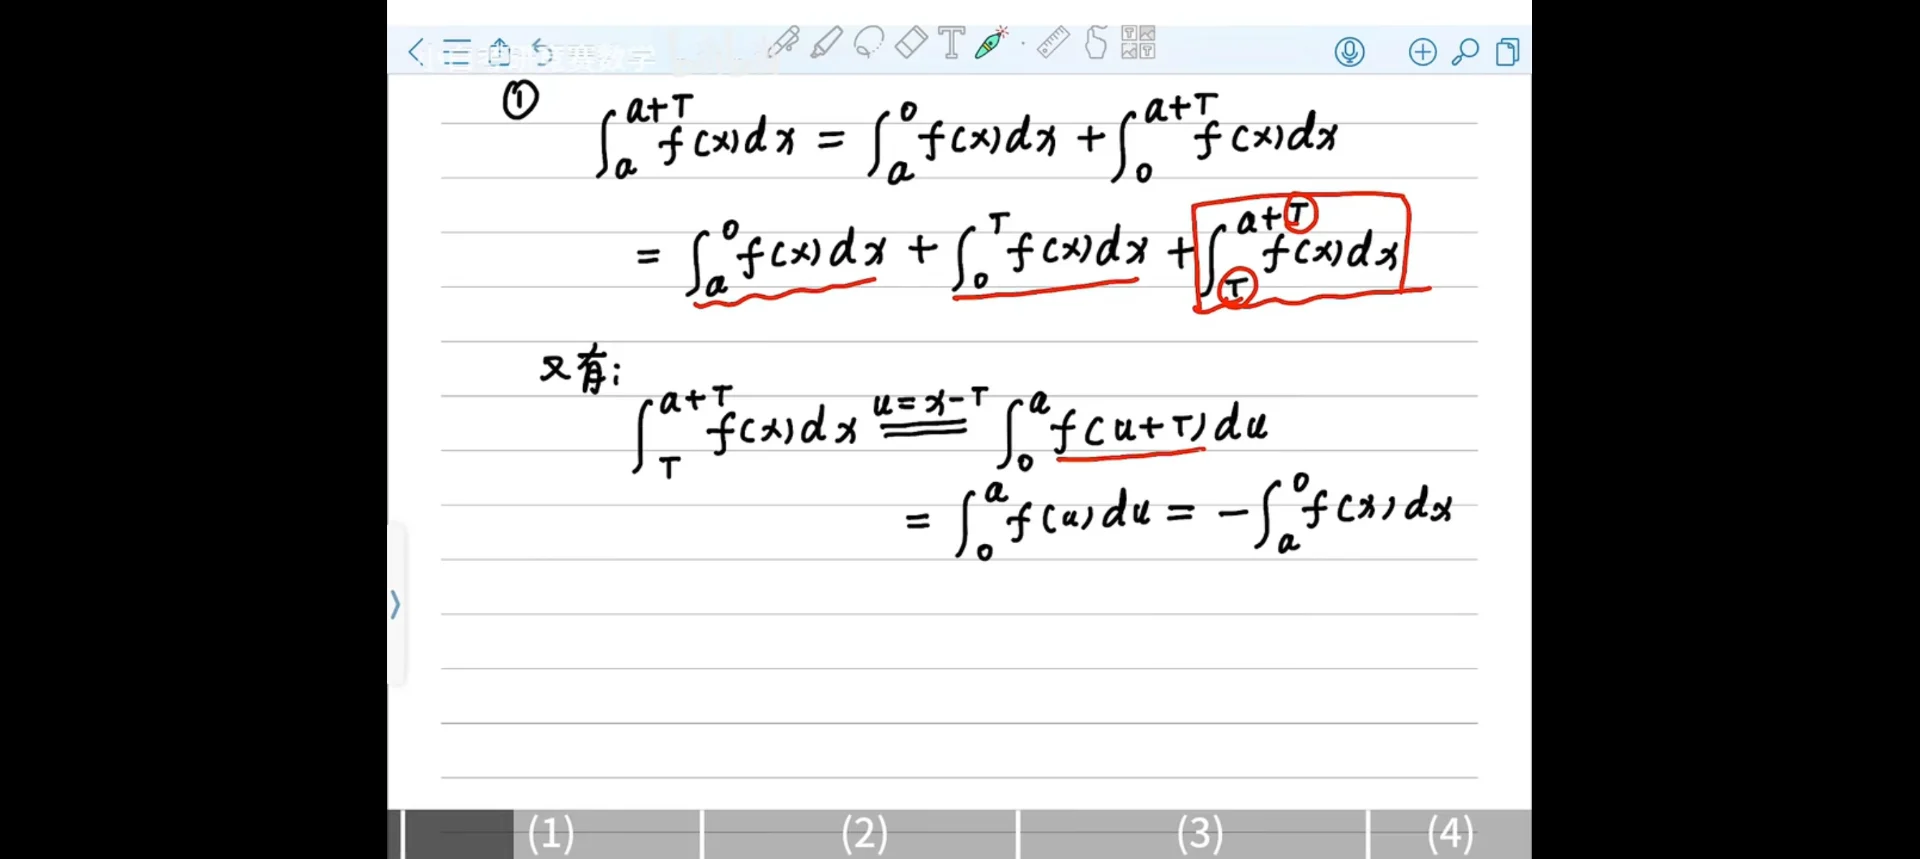 ①
∫_a^{a+T} f(x)dx = ∫_a^0 f(x)dx + ∫_0^{a+T} f(x)dx
= ∫_a^0 f(x)dx + ∫_0^T f(x)dx + ∫_T^{a+T} f(x)dx
又有:
∫_T^{a+T} f(x)dx \overset{u=x-T}{=} ∫_0^a f(u+T)du
= ∫_0^a f(u)du = -∫_a^0 f(x)dx
(1) (2) (3) (4)